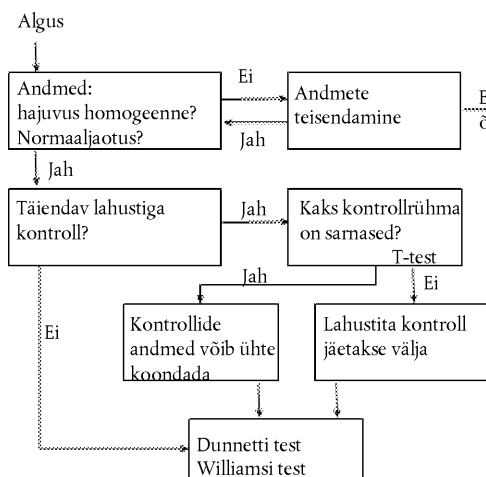 Algus
Andmed:
hajuvus homogeenne?
Normaaljaotus?
Ei
Jah
Andmete
teisendamine
E
õ
Jah
Täiendav lahustiga
kontroll?
Jah
Kaks kontrollrühma
on sarnased?
T-test
Jah
Ei
Ei
Kontrollide
andmed võib ühte
koondada
Lahustita kontroll
jäetakse välja
Dunnetti test
Williamsi test